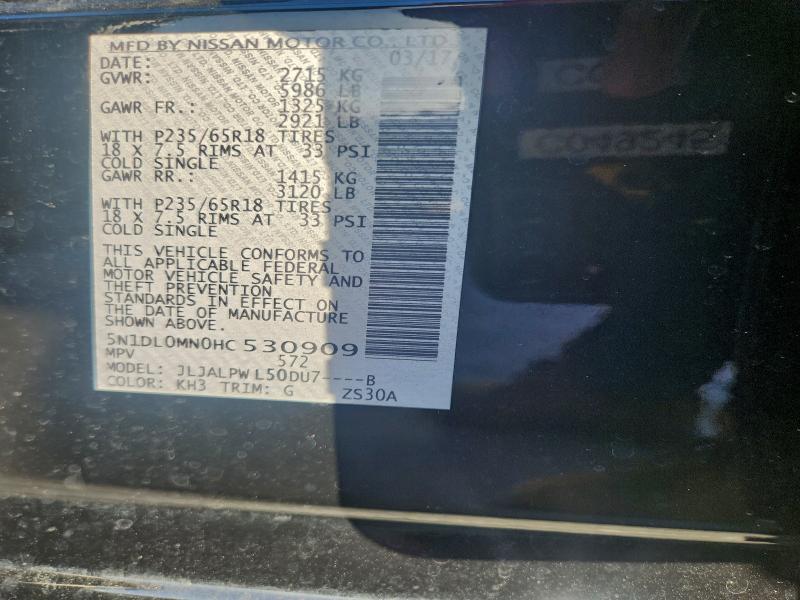 MFD BY NISSAN MOTOR CO., LTD.
DATE: 03/17
GVWR: 2715 KG
5986 LB
GAWR FR.: 1325 KG
2921 LB
WITH P235/65R18 TIRES
18 X 7.5 RIMS AT 33 PSI
COLD SINGLE
GAWR RR.: 1415 KG
3120 LB
WITH P235/65R18 TIRES
18 X 7.5 RIMS AT 33 PSI
COLD SINGLE
THIS VEHICLE CONFORMS TO
ALL APPLICABLE FEDERAL
MOTOR VEHICLE SAFETY AND
THEFT PREVENTION
STANDARDS IN EFFECT ON
THE DATE OF MANUFACTURE
SHOWN ABOVE.
5N1DL0MN0HC 530909
MPV 572
MODEL: JLJALPW L50DU7----B
COLOR: KH3 TRIM: G ZS30A